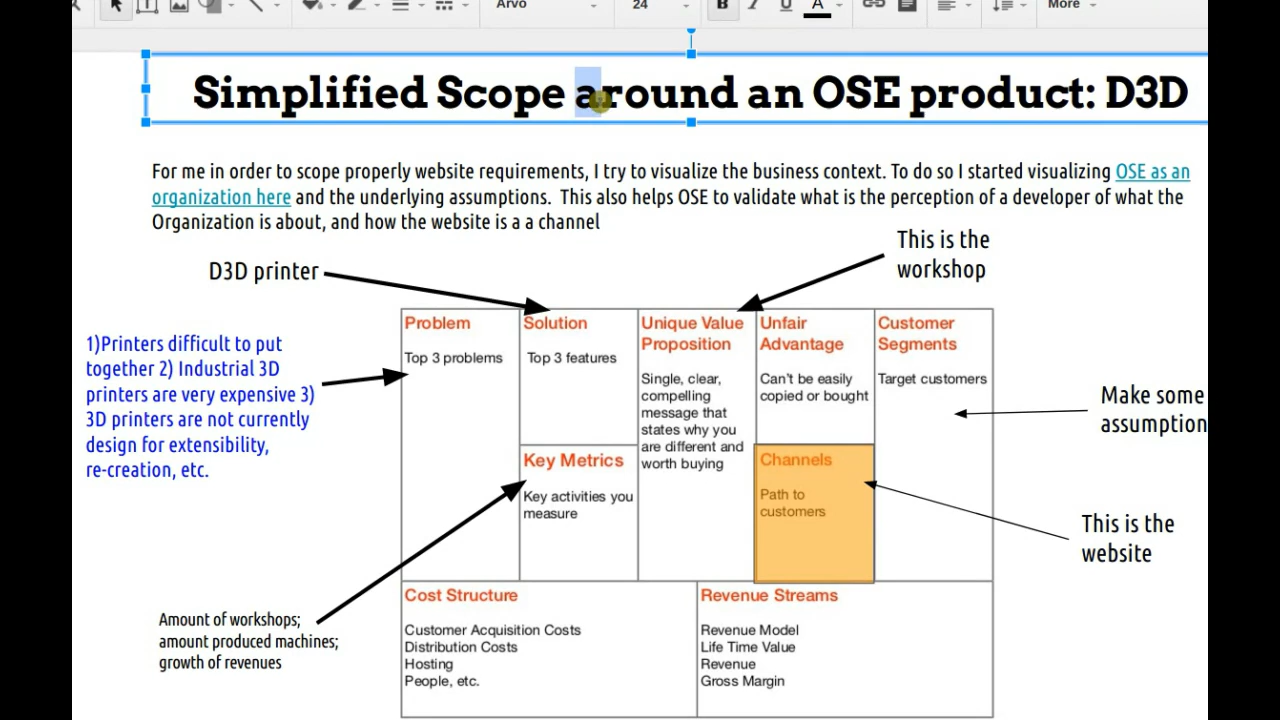 Arvo 24 B I U A More
Simplified Scope around an OSE product: D3D
For me in order to scope properly website requirements, I try to visualize the business context. To do so I started visualizing OSE as an
organization here and the underlying assumptions. This also helps OSE to validate what is the perception of a developer of what the
Organization is about, and how the website is a a channel
This is the
workshop
D3D printer
1)Printers difficult to put
together 2) Industrial 3D
printers are very expensive 3)
3D printers are not currently
design for extensibility,
re-creation, etc.
Problem
Top 3 problems
Solution
Top 3 features
Unique Value
Proposition
Single, clear,
compelling
message that
states why you
are different and
worth buying
Unfair
Advantage
Can't be easily
copied or bought
Customer
Segments
Target customers
Make some
assumption
Key Metrics
Key activities you
measure
Channels
Path to
customers
This is the
website
Amount of workshops;
amount produced machines;
growth of revenues
Cost Structure
Customer Acquisition Costs
Distribution Costs
Hosting
People, etc.
Revenue Streams
Revenue Model
Life Time Value
Revenue
Gross Margin